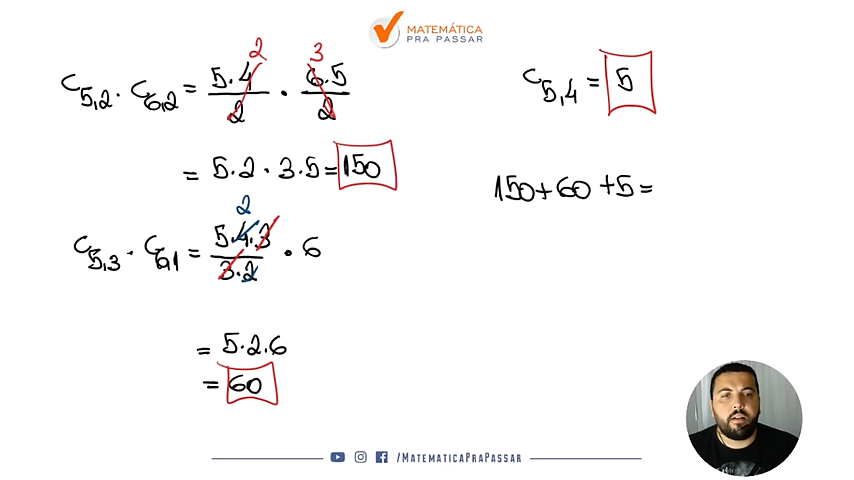 MATEMÁTICA
PRA PASSAR
C5,2 · C6,2 = 5·4/2 · 6·5/2
2
3
= 5·2·3·5 = 150
C5,3 · C6,1 = 5·4·3/3·2 · 6
2
= 5·2·6
= 60
C5,4 = 5
150 + 60 + 5 =
/MatematicaPraPassar